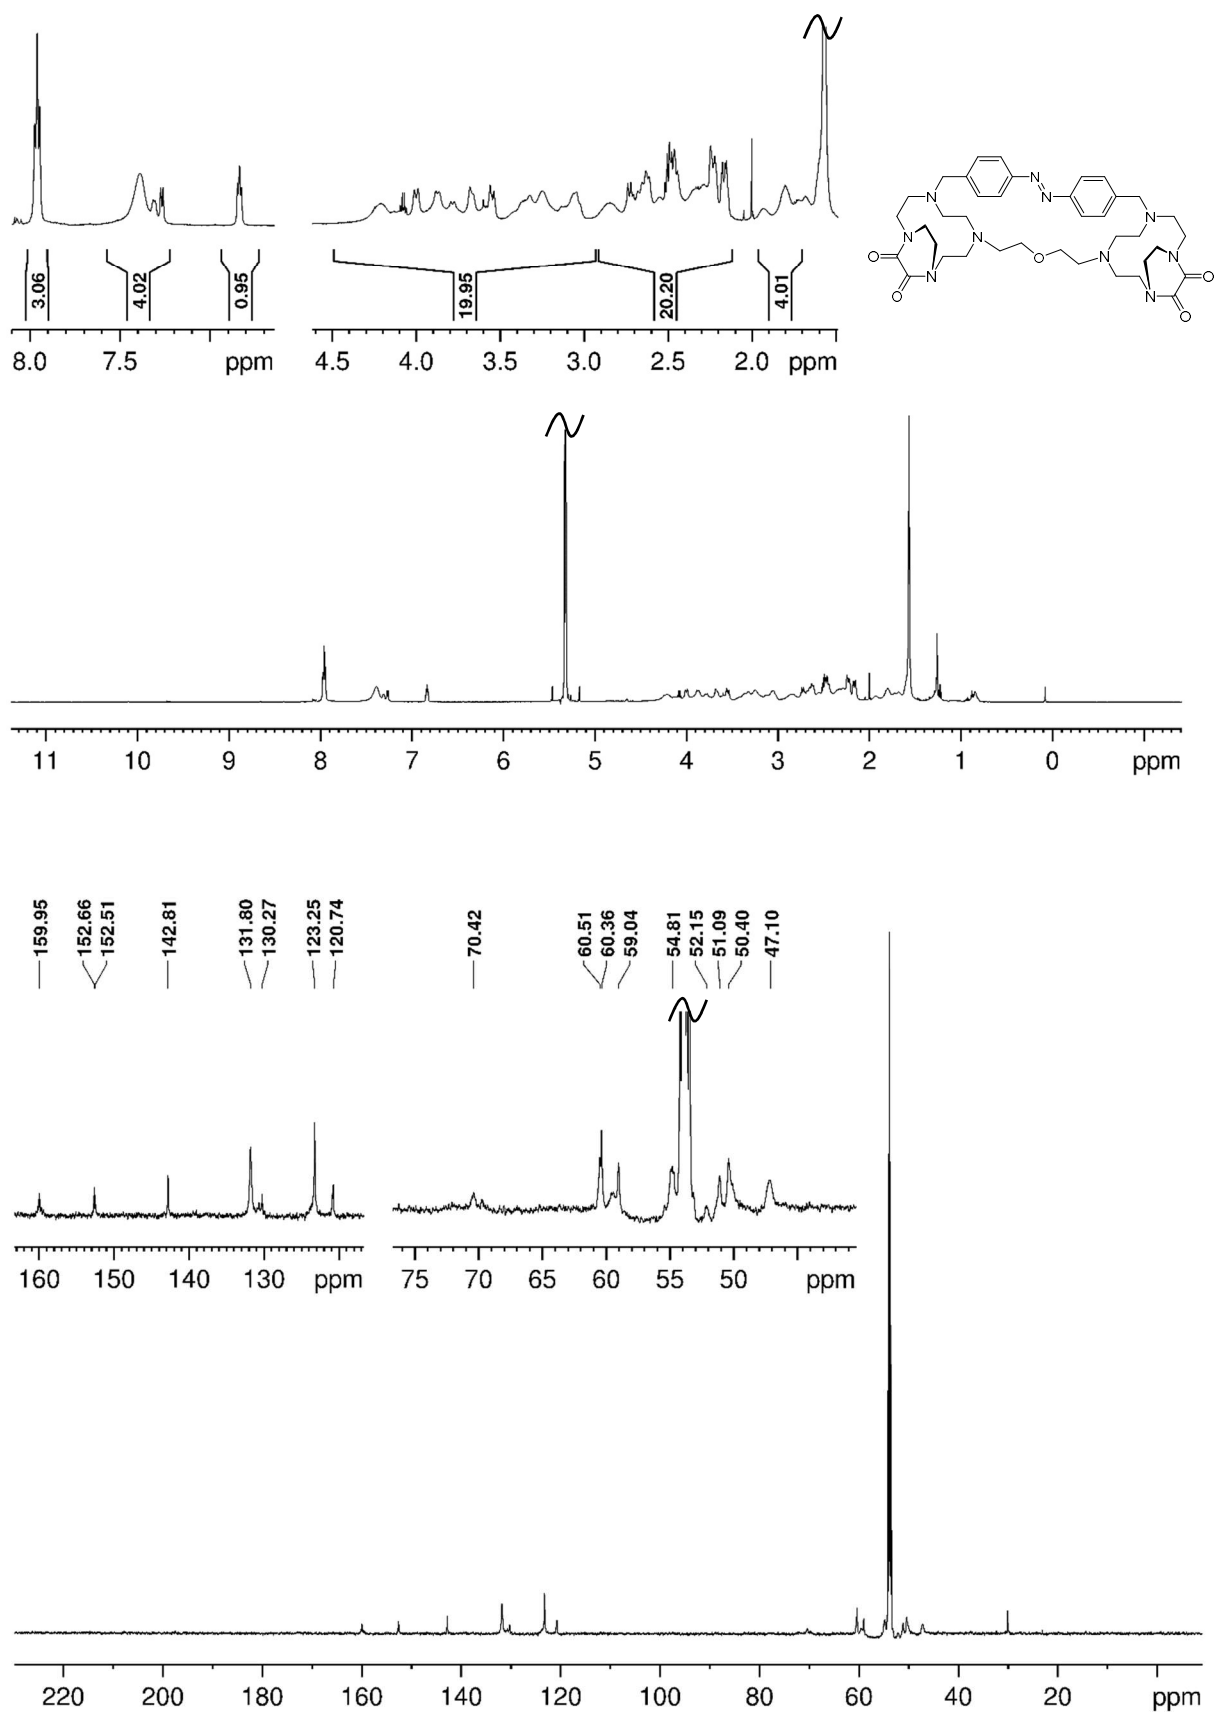 3.06
4.02
0.95
19.95
20.20
4.01
8.0 7.5 ppm
4.5 4.0 3.5 3.0 2.5 2.0 ppm
N
N
N
N
N
N
N
N
N
N
O
O
O
O
O
11 10 9 8 7 6 5 4 3 2 1 0 ppm
159.95
152.66
152.51
142.81
131.80
130.27
123.25
120.74
70.42
60.51
60.36
59.04
54.81
52.15
51.09
50.40
47.10
160 150 140 130 ppm
75 70 65 60 55 50 ppm
220 200 180 160 140 120 100 80 60 40 20 ppm